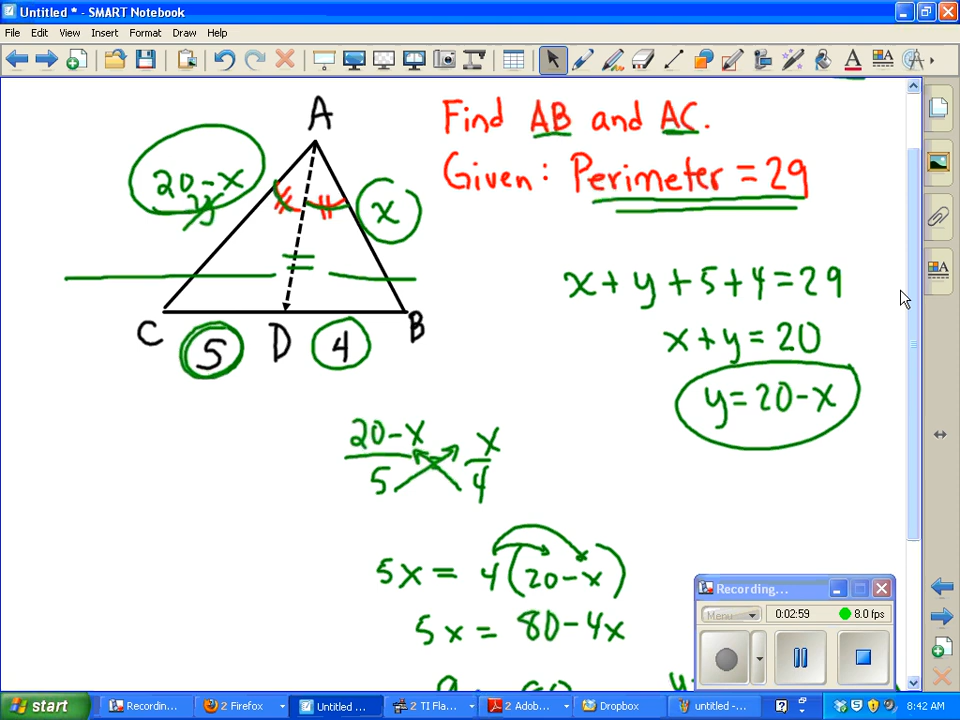 Untitled * - SMART Notebook
File Edit View Insert Format Draw Help
A
Find AB and AC.
Given: Perimeter = 29
20-x
x
x + y + 5 + 4 = 29
C 5 D 4 B
x + y = 20
y = 20-x
20-x x
5 4
5x = 4(20-x)
5x = 80-4x
Recording...
Menu 0:02:59 8.0 fps
start Recording... 2 Firefox Untitled ... 2 TI Fla... 2 Adob... Dropbox untitled -... 8:42 AM